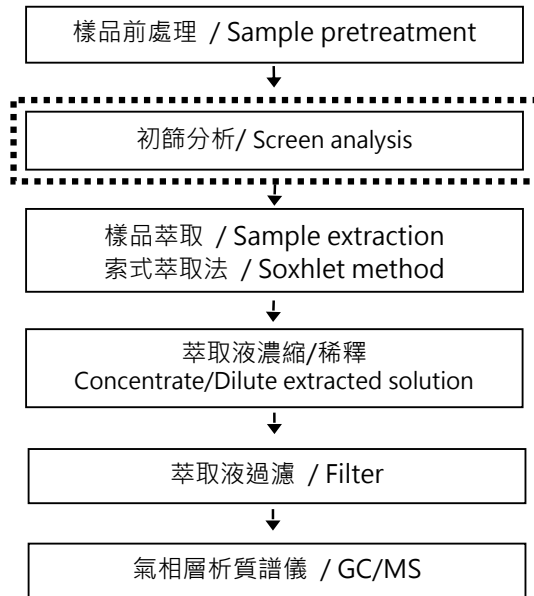 樣品前處理 / Sample pretreatment
初篩分析/ Screen analysis
樣品萃取 / Sample extraction
索式萃取法 / Soxhlet method
萃取液濃縮/稀釋
Concentrate/Dilute extracted solution
萃取液過濾 / Filter
氣相層析質譜儀 / GC/MS